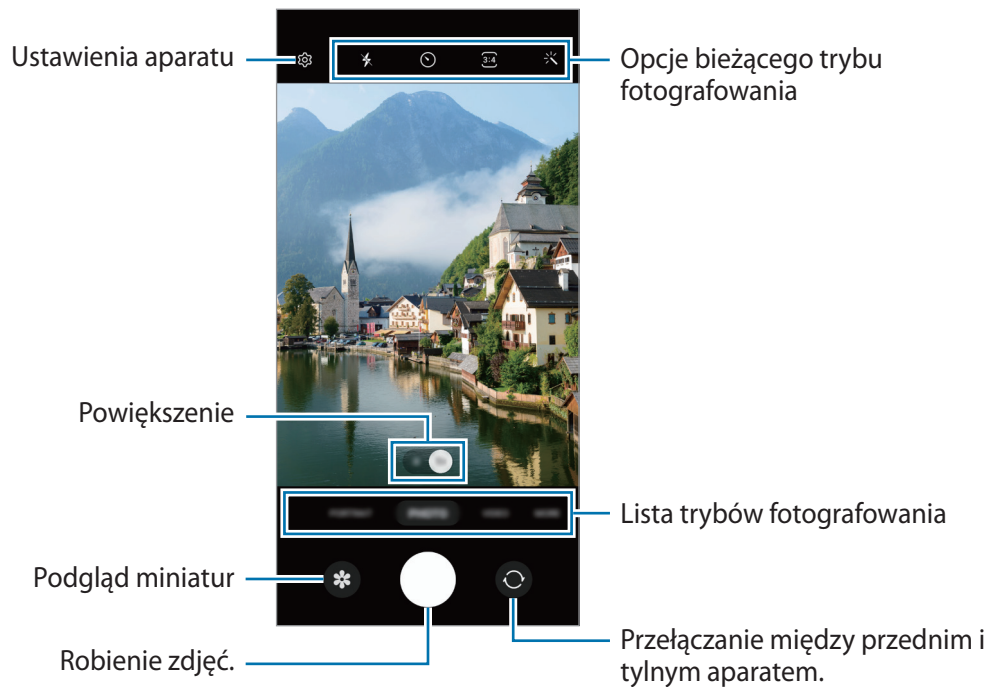 Ustawienia aparatu
3:4
Opcje bieżącego trybu
fotografowania
Powiększenie
PHOTO
Lista trybów fotografowania
Podgląd miniatur
Robienie zdjęć.
Przełączanie między przednim i
tylnym aparatem.